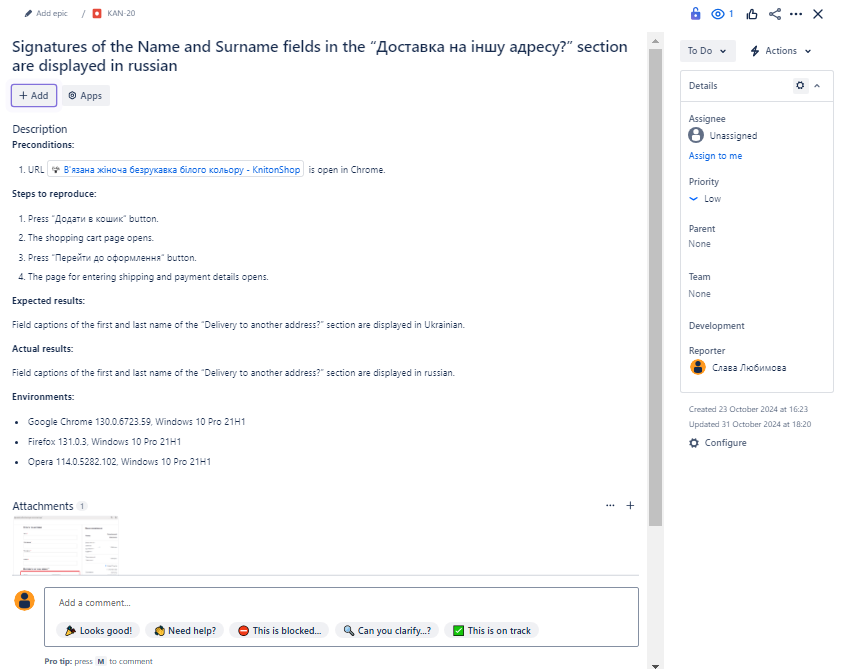 Add epic / KAN-20
1
Signatures of the Name and Surname fields in the “Доставка на іншу адресу?” section
are displayed in russian
+ Add
Apps
Description
Preconditions:
1. URL В'язана жіноча безрукавка білого кольору - KnitonShop is open in Chrome.
Steps to reproduce:
1. Press “Додати в кошик” button.
2. The shopping cart page opens.
3. Press “Перейти до оформлення” button.
4. The page for entering shipping and payment details opens.
Expected results:
Field captions of the first and last name of the “Delivery to another address?” section are displayed in Ukrainian.
Actual results:
Field captions of the first and last name of the “Delivery to another address?” section are displayed in russian.
Environments:
• Google Chrome 130.0.6723.59, Windows 10 Pro 21H1
• Firefox 131.0.3, Windows 10 Pro 21H1
• Opera 114.0.5282.102, Windows 10 Pro 21H1
Attachments 1
Add a comment...
Looks good!
Need help?
This is blocked...
Can you clarify...?
This is on track
Pro tip: press M to comment
To Do
Actions
Details
Assignee
Unassigned
Assign to me
Priority
Low
Parent
None
Team
None
Development
Reporter
Слава Любимова
Created 23 October 2024 at 16:23
Updated 31 October 2024 at 18:20
Configure